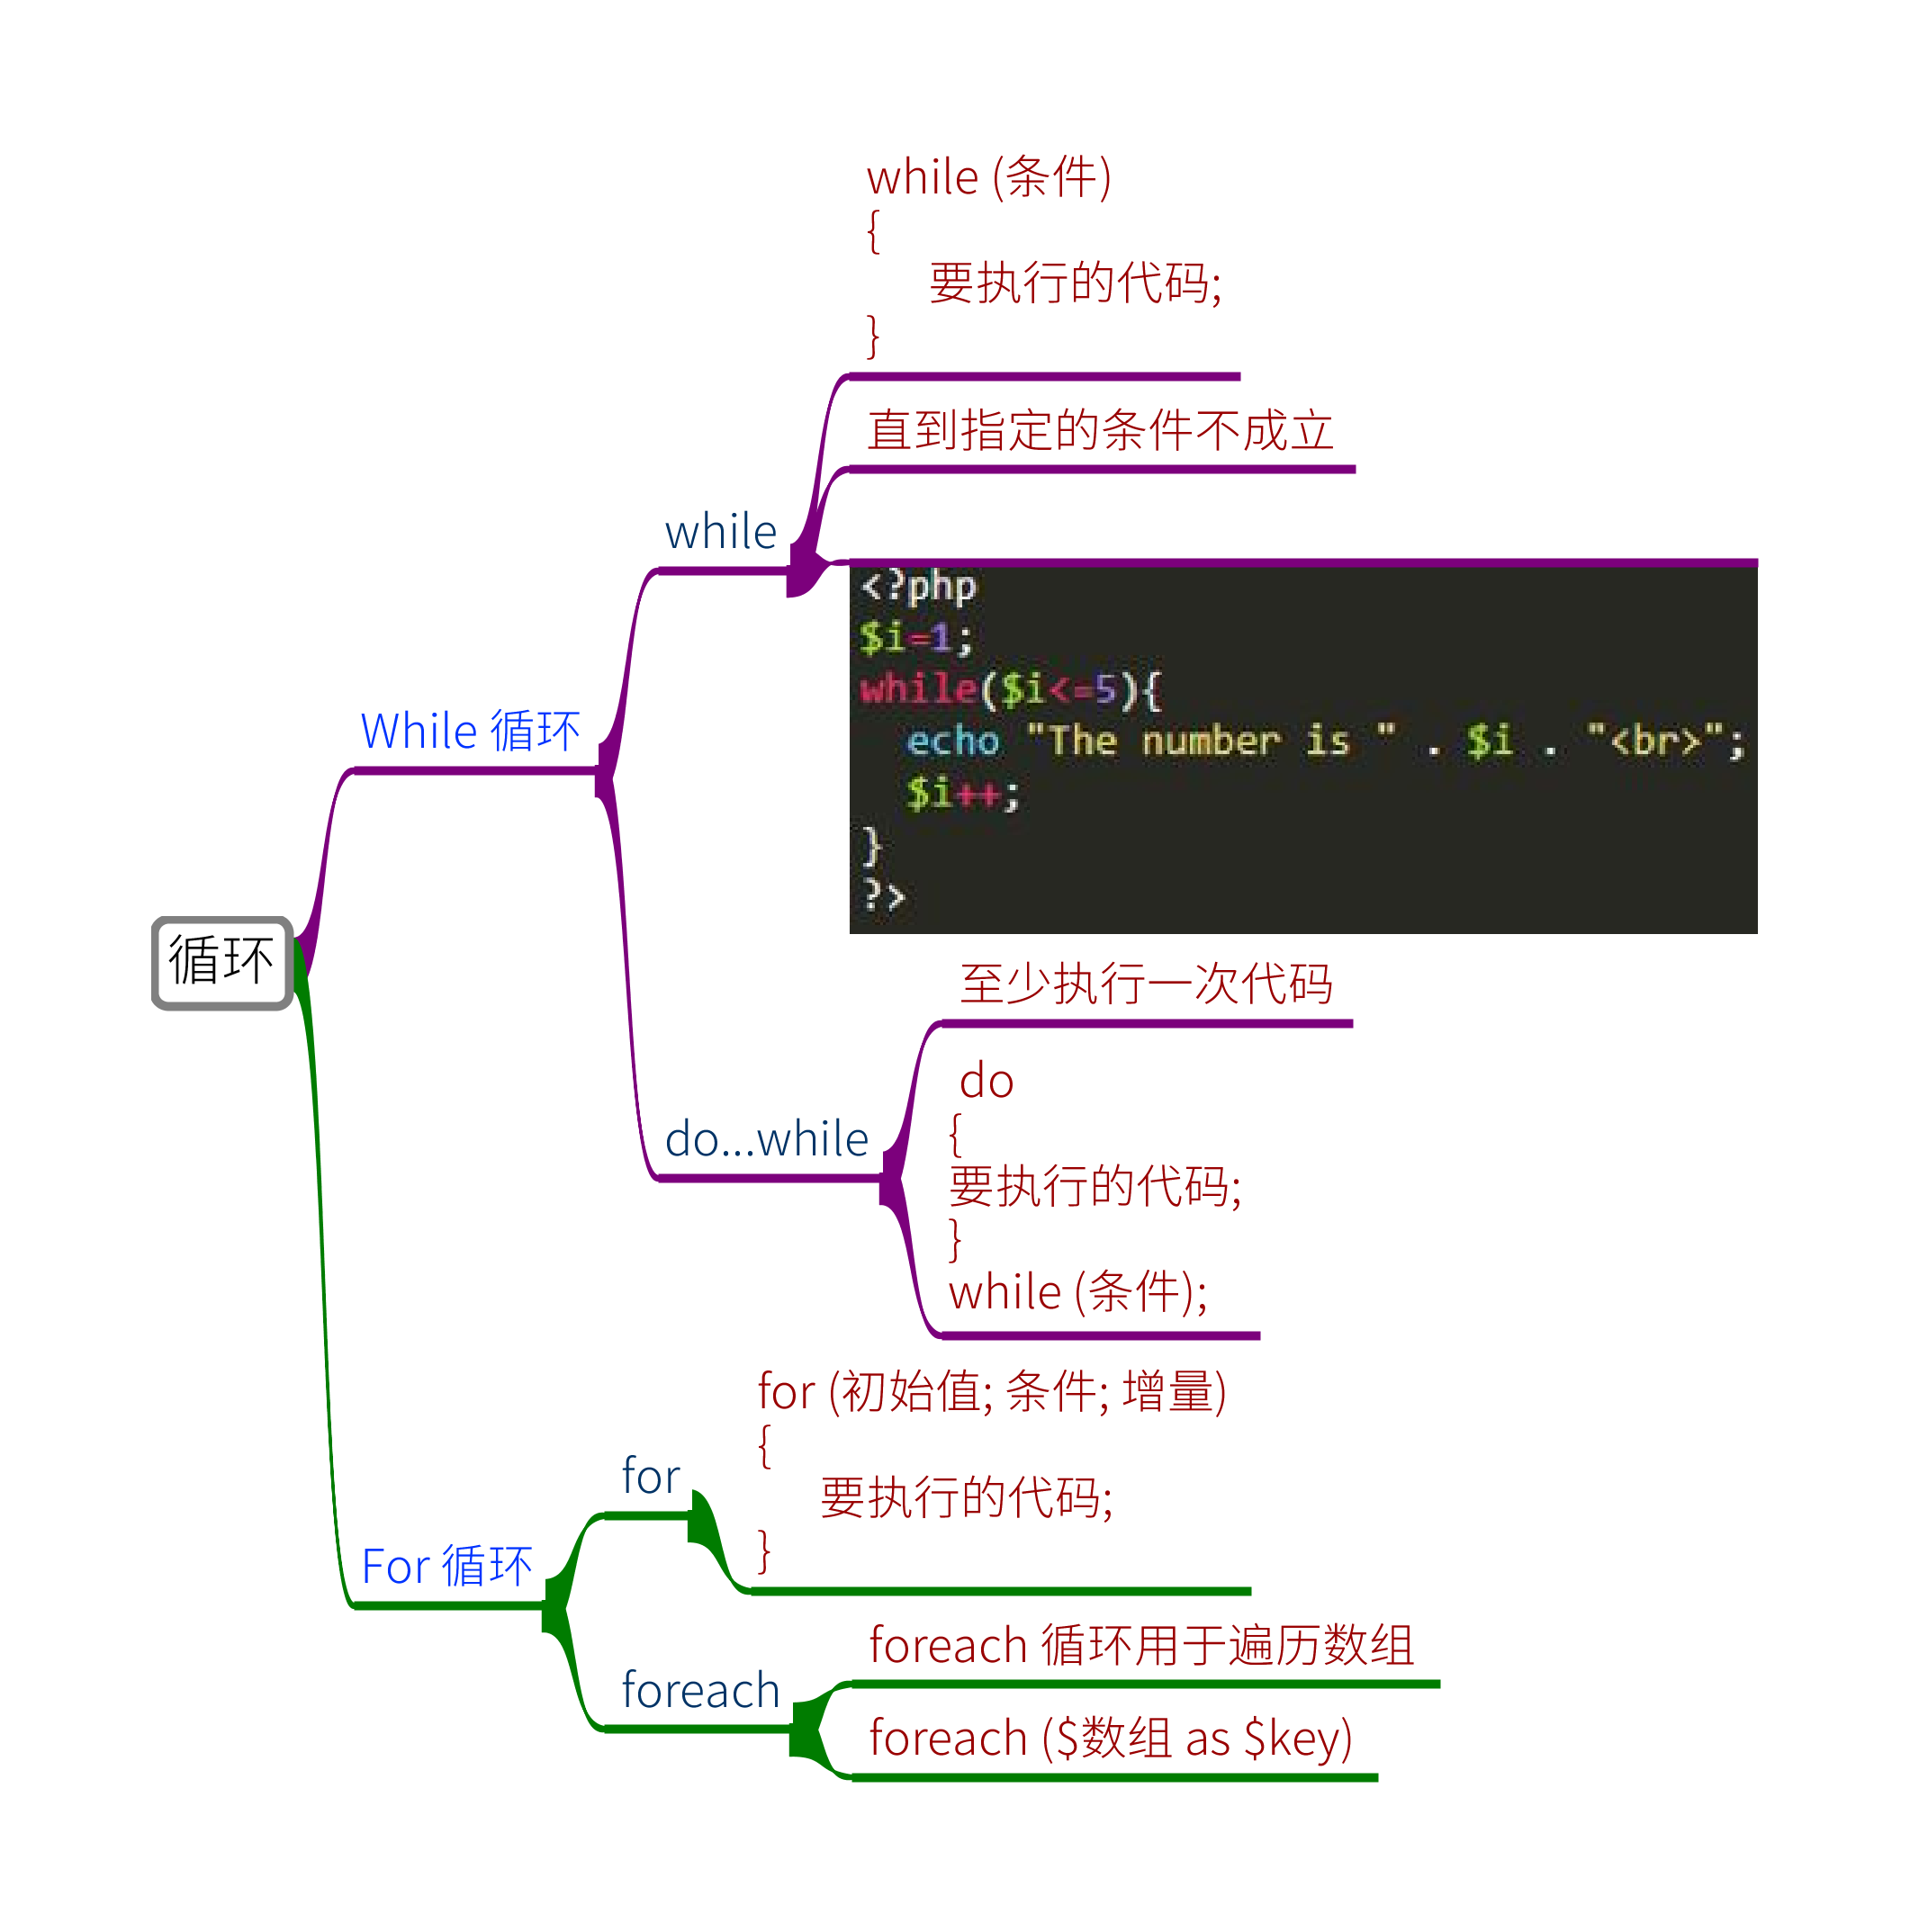 循环
While 循环
while
while (条件)
{
要执行的代码;
}
直到指定的条件不成立
<?php
$i=1;
while($i<=5){
  echo "The number is " . $i . "<br>";
  $i++;
}
?>
do...while
至少执行一次代码
do
{
要执行的代码;
}
while (条件);
For 循环
for
for (初始值; 条件; 增量)
{
要执行的代码;
}
foreach
foreach 循环用于遍历数组
foreach ($数组 as $key)